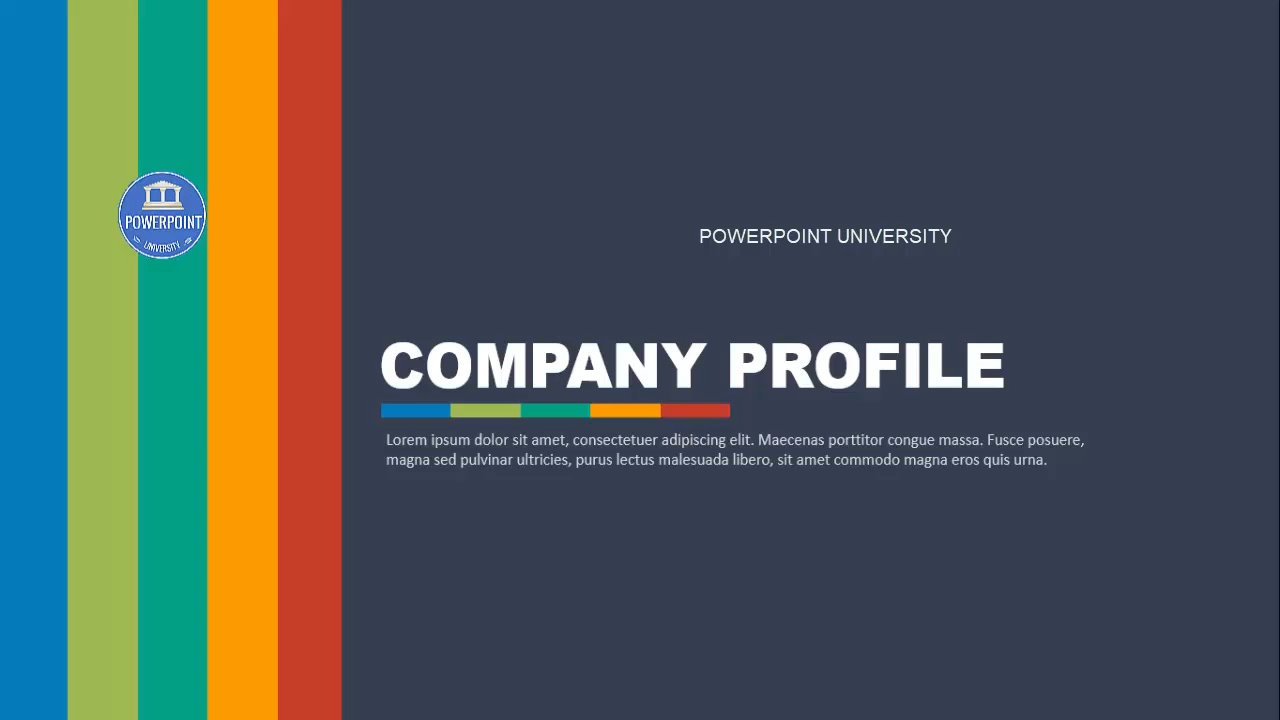 POWERPOINT
UNIVERSITY
POWERPOINT UNIVERSITY
COMPANY PROFILE
Lorem ipsum dolor sit amet, consectetuer adipiscing elit. Maecenas porttitor congue massa. Fusce posuere,
magna sed pulvinar ultricies, purus lectus malesuada libero, sit amet commodo magna eros quis urna.